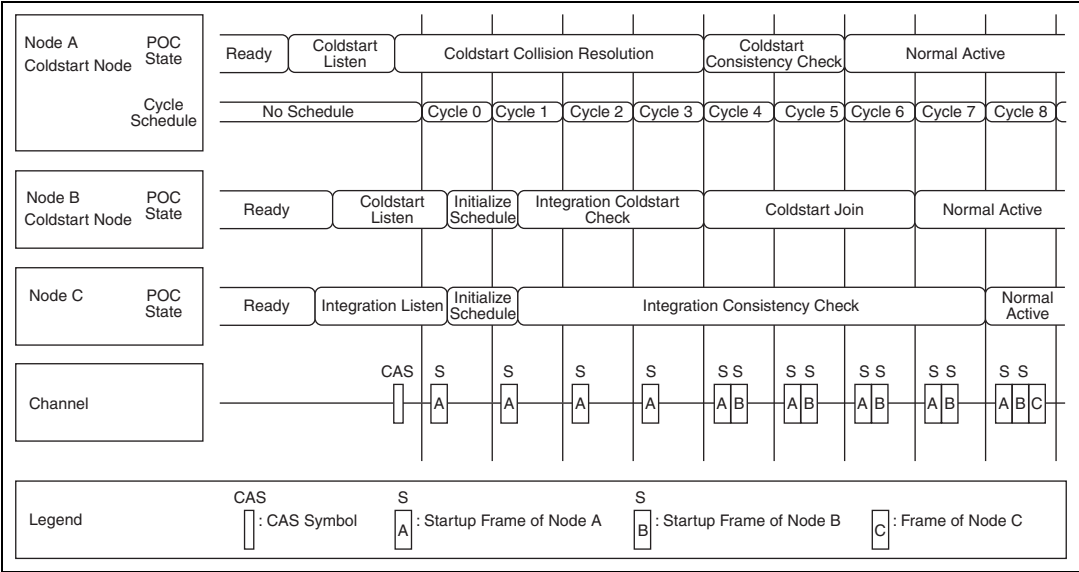 Node A
Coldstart Node
POC
State
Ready
Coldstart
Listen
Coldstart Collision Resolution
Coldstart
Consistency Check
Normal Active
Cycle
Schedule
No Schedule
Cycle 0
Cycle 1
Cycle 2
Cycle 3
Cycle 4
Cycle 5
Cycle 6
Cycle 7
Cycle 8
Node B
Coldstart Node
POC
State
Ready
Coldstart
Listen
Initialize
Schedule
Integration Coldstart
Check
Coldstart Join
Normal Active
Node C
POC
State
Ready
Integration Listen
Initialize
Schedule
Integration Consistency Check
Normal
Active
CAS S S S S S S S S S S S S S S
Channel
A A A A A B A B A B A B A B C
Legend
CAS
: CAS Symbol
S
A
: Startup Frame of Node A
S
B
: Startup Frame of Node B
C
: Frame of Node C